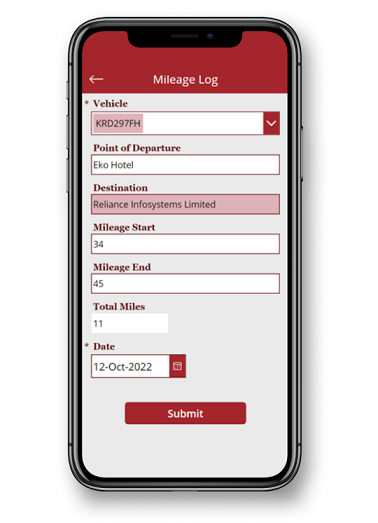 Mileage Log
* Vehicle
KRD297FH
Point of Departure
Eko Hotel
Destination
Reliance Infosystems Limited
Mileage Start
34
Mileage End
45
Total Miles
11
* Date
12-Oct-2022
Submit